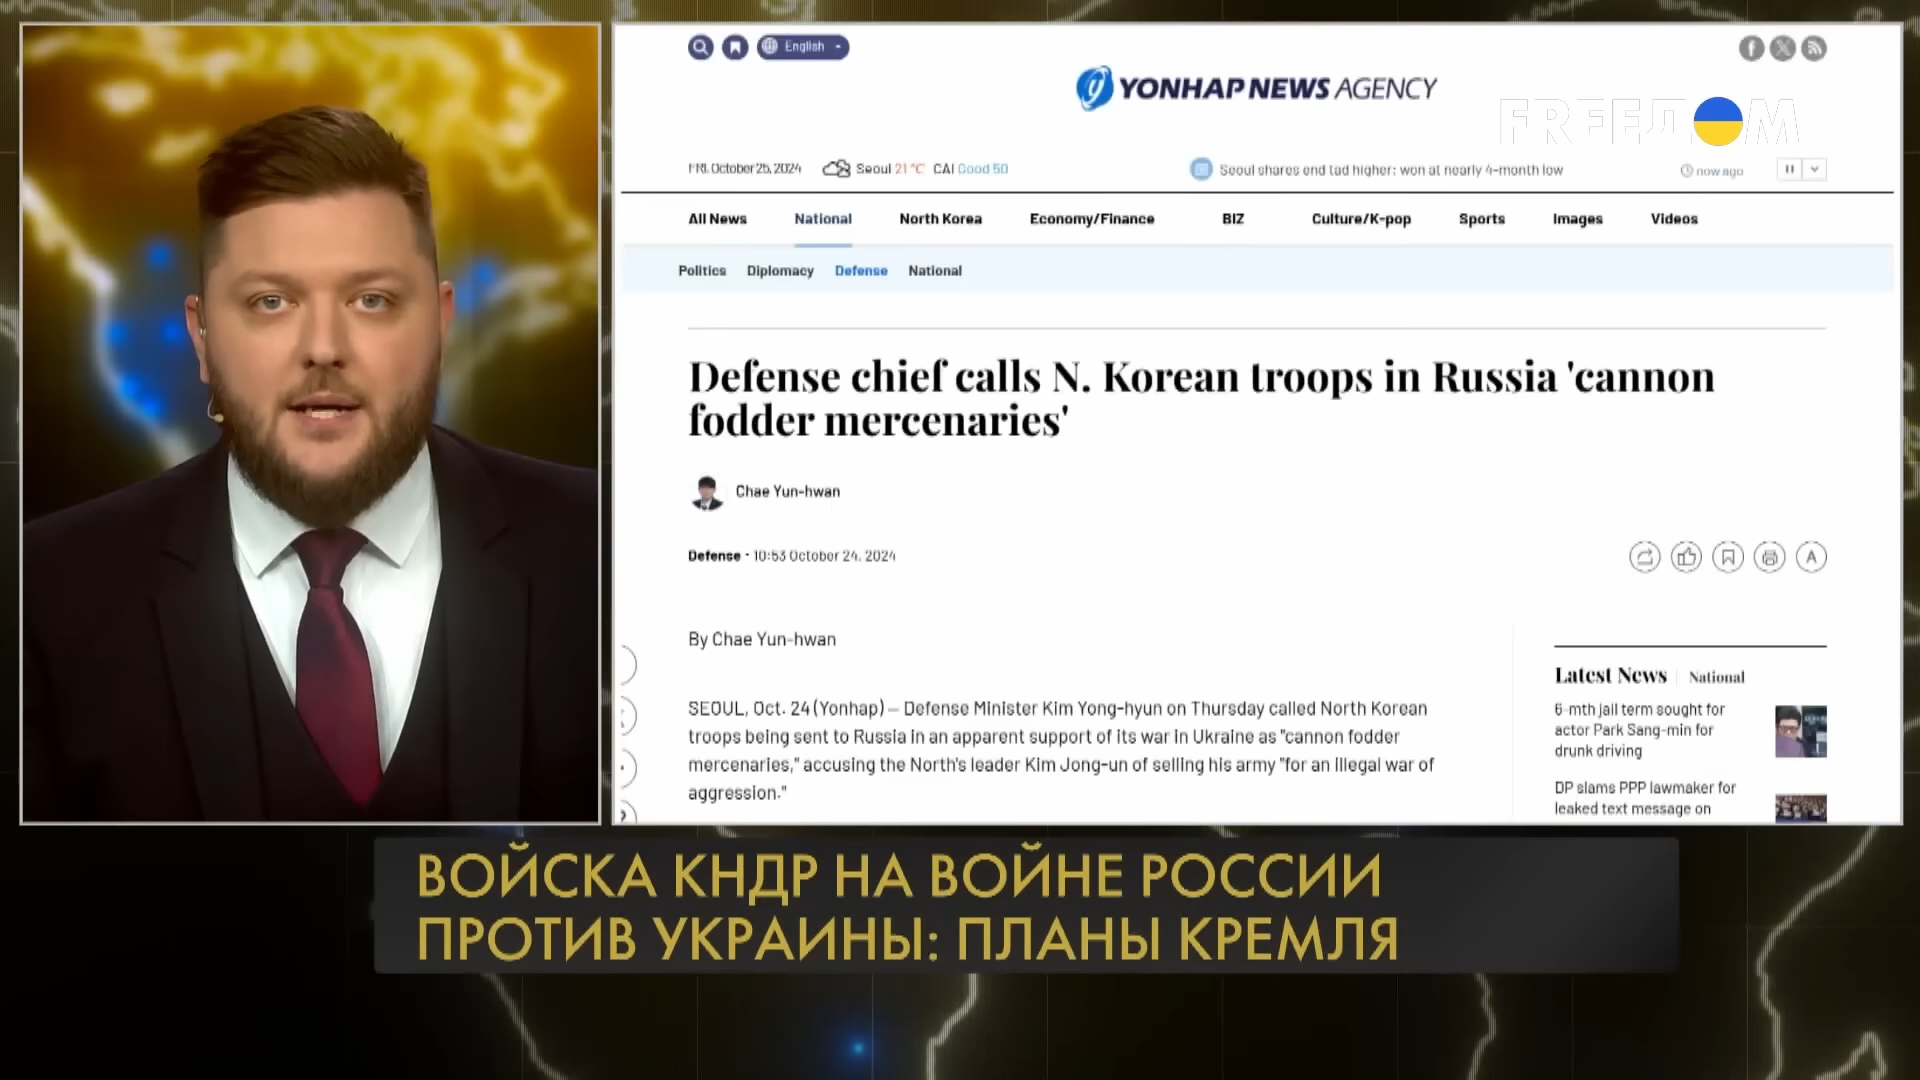 English
YONHAP NEWS AGENCY
FREEДOM
FRI, October 25, 2024
Seoul 21°C CAI Good 50
Seoul shares end tad higher; won at nearly 4-month low
now ago
All News National North Korea Economy/Finance BIZ Culture/K-pop Sports Images Videos
Politics Diplomacy Defense National
Defense chief calls N. Korean troops in Russia 'cannon
fodder mercenaries'
Chae Yun-hwan
Defense · 10:53 October 24, 2024
A
By Chae Yun-hwan
SEOUL, Oct. 24 (Yonhap) — Defense Minister Kim Yong-hyun on Thursday called North Korean
troops being sent to Russia in an apparent support of its war in Ukraine as "cannon fodder
mercenaries," accusing the North's leader Kim Jong-un of selling his army "for an illegal war of
aggression."
Latest News National
6-mth jail term sought for
actor Park Sang-min for
drunk driving
DP slams PPP lawmaker for
leaked text message on
ВОЙСКА КНДР НА ВОЙНЕ РОССИИ
ПРОТИВ УКРАИНЫ: ПЛАНЫ КРЕМЛЯ